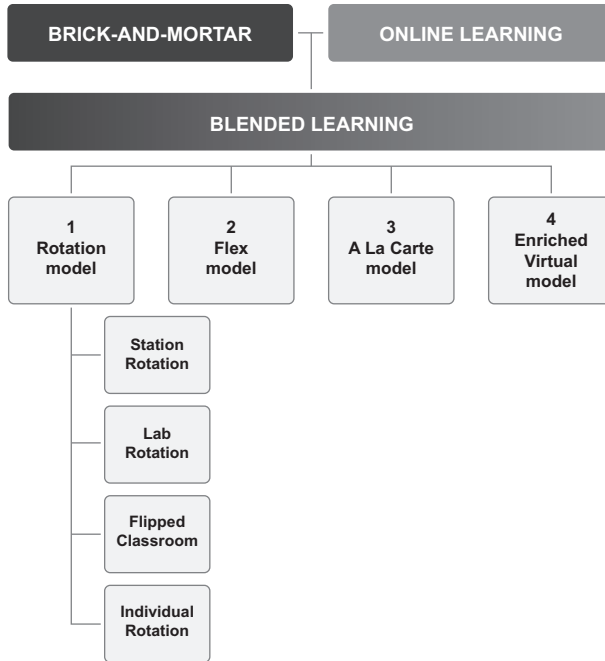 BRICK-AND-MORTAR
ONLINE LEARNING
BLENDED LEARNING
1
Rotation
model
2
Flex
model
3
A La Carte
model
4
Enriched
Virtual
model
Station
Rotation
Lab
Rotation
Flipped
Classroom
Individual
Rotation